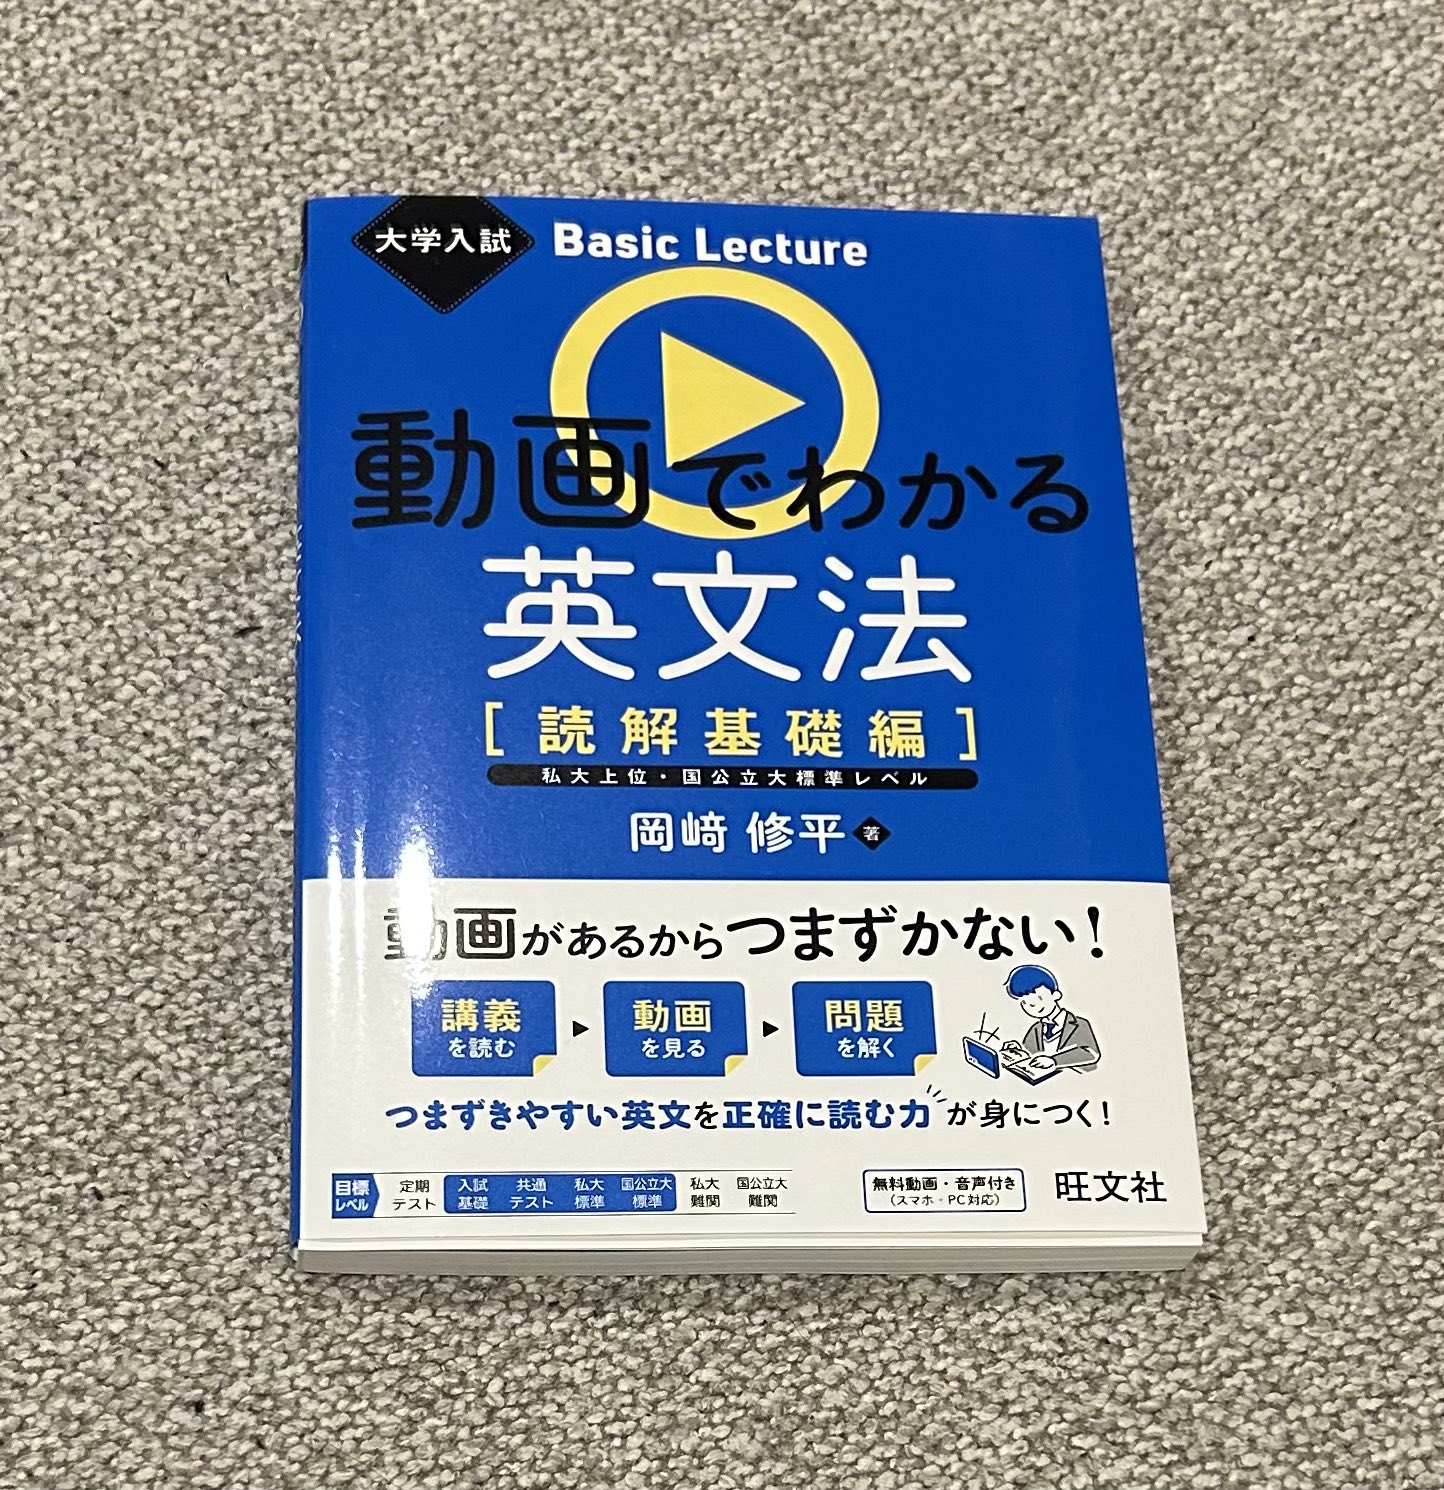 大学入試 Basic Lecture
動画でわかる
英文法
[読解基礎編]
私大上位・国公立大標準レベル
岡﨑 修平 著
動画があるからつまずかない!
講義を読む ▶ 動画を見る ▶ 問題を解く
つまずきやすい英文を正確に読む力が身につく!
目標レベル 定期テスト 入試基礎 共通テスト 私大標準 国公立大標準 私大難関 国公立大難関
無料動画・音声付き
(スマホ・PC対応)
旺文社